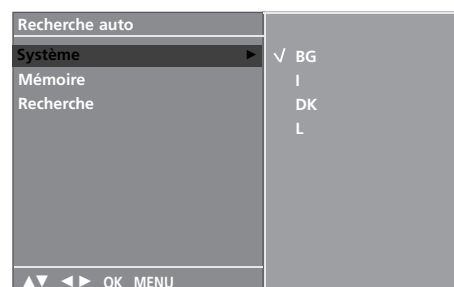 Recherche auto
Système ►
Mémoire
Recherche
√ BG
I
DK
L
▲▼ ◄► OK MENU